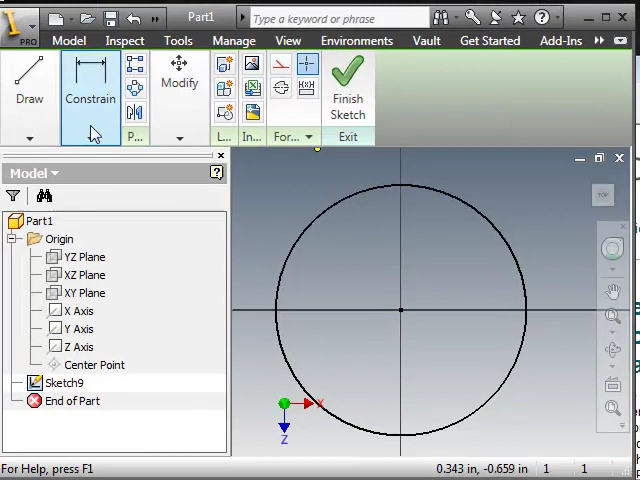 Part1
Type a keyword or phrase
PRO
Model Inspect Tools Manage View Environments Vault Get Started Add-Ins
Draw
Constrain
Modify
Finish
Sketch
P...
L...
In...
For...
Exit
Model
Part1
Origin
YZ Plane
XZ Plane
XY Plane
X Axis
Y Axis
Z Axis
Center Point
Sketch9
End of Part
TOP
X
Z
For Help, press F1
0.343 in, -0.659 in 1 1